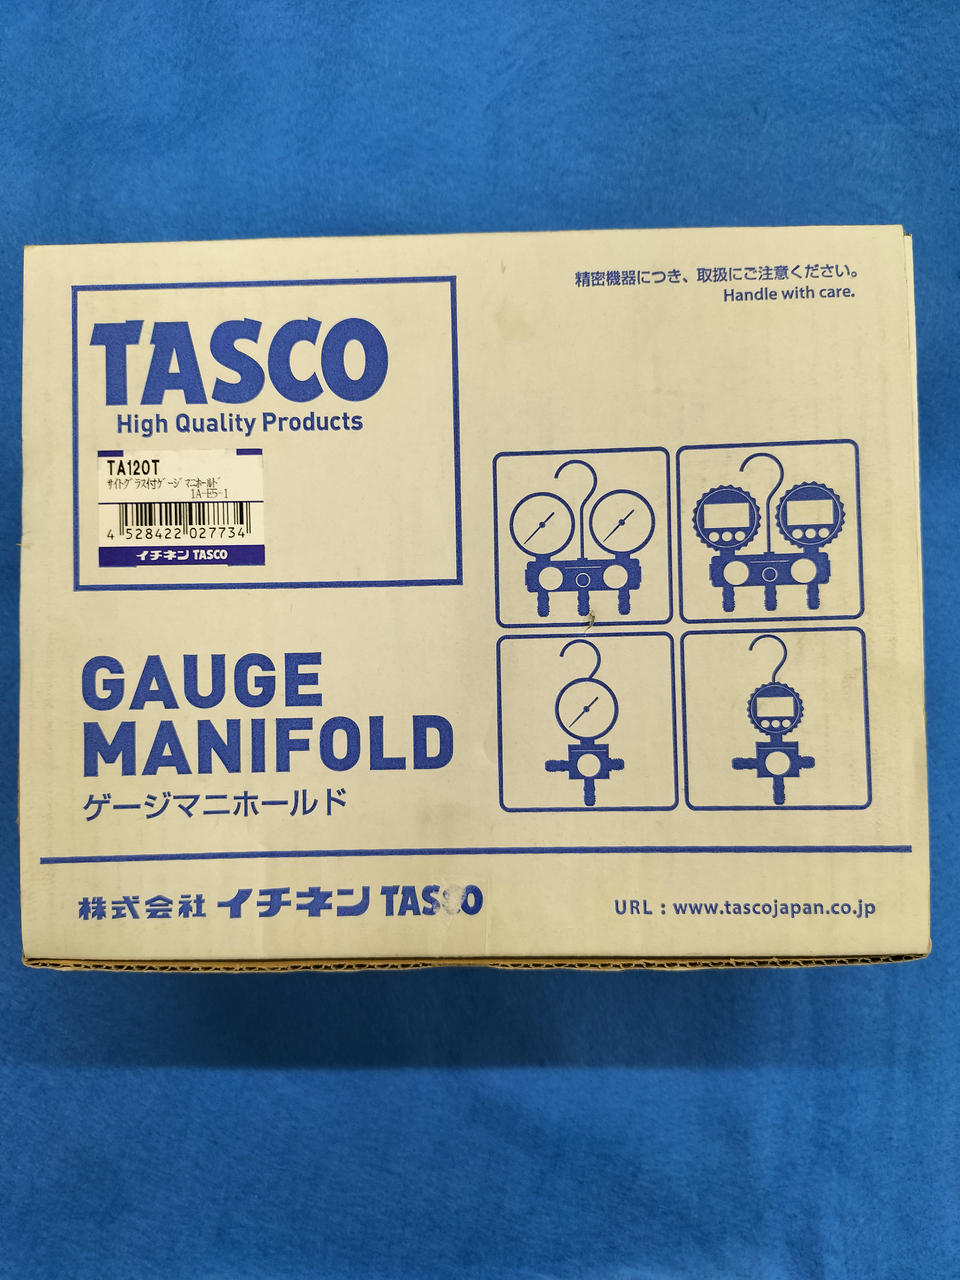 精密機器につき、取扱にご注意ください。
Handle with care.
TASCO
High Quality Products
TA120T
サイトグラス付ゲージマニホールド
1A-E5-1
4 528422 027734
イチネン TASCO
GAUGE
MANIFOLD
ゲージマニホールド
株式会社 イチネン TASCO
URL : www.tascojapan.co.jp